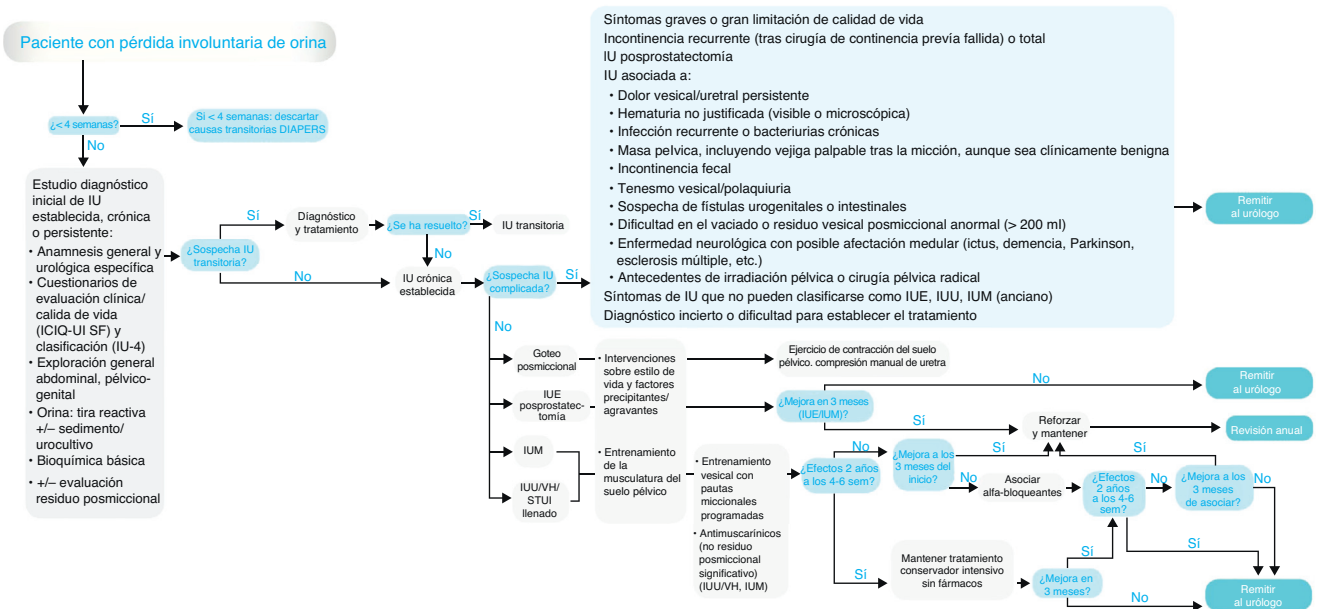 Paciente con pérdida involuntaria de orina
¿< 4 semanas?
Sí
Si < 4 semanas: descartar
causas transitorias DIAPERS
No
Estudio diagnóstico
inicial de IU
establecida, crónica
o persistente:
• Anamnesis general y
urológica específica
• Cuestionarios de
evaluación clínica/
calida de vida
(ICIQ-UI SF) y
clasificación (IU-4)
• Exploración general
abdominal, pélvico-
genital
• Orina: tira reactiva
+/– sedimento/
urocultivo
• Bioquímica básica
• +/– evaluación
residuo posmiccional
¿Sospecha IU
transitoria?
Sí
Díagnóstico
y tratamiento
¿Se ha resuelto?
Sí
IU transitoria
No
No
IU crónica
establecida
¿Sospecha IU
complicada?
Sí
Síntomas graves o gran limitación de calidad de vida
Incontinencia recurrente (tras cirugía de continencia prevía fallida) o total
IU posprostatectomía
IU asociada a:
• Dolor vesical/uretral persistente
• Hematuria no justificada (visible o microscópica)
• Infección recurrente o bacteriurias crónicas
• Masa pelvica, incluyendo vejiga palpable tras la micción, aunque sea clínicamente benigna
• Incontinencia fecal
• Tenesmo vesical/polaquiuria
• Sospecha de fístulas urogenitales o intestinales
• Dificultad en el vaciado o residuo vesical posmiccional anormal (> 200 ml)
• Enfermedad neurológica con posible afectación medular (ictus, demencia, Parkinson,
esclerosis múltiple, etc.)
• Antecedentes de irradiación pélvica o cirugía pélvica radical
Síntomas de IU que no pueden clasificarse como IUE, IUU, IUM (anciano)
Diagnóstico incierto o dificultad para establecer el tratamiento
Remitir
al urólogo
No
Goteo
posmiccional
IUE
posprostatec-
tomía
IUM
IUU/VH/
STUI
llenado
• Intervenciones
sobre estilo de
vida y factores
precipitantes/
agravantes
• Entrenamiento
de la
musculatura del
suelo pélvico
Ejercicio de contracción del suelo
pélvico. compresión manual de uretra
¿Mejora en 3 meses
(IUE/IUM)?
No
Remitir
al urólogo
Sí
Reforzar
y mantener
Revisión anual
• Entrenamiento
vesical con
pautas
miccionales
programadas
• Antimuscarínicos
(no residuo
posmiccional
significativo)
(IUU/VH, IUM)
¿Efectos 2 años
a los 4-6 sem?
No
¿Mejora a los
3 meses del
inicio?
Sí
No
Asociar
alfa-bloqueantes
¿Efectos
2 años
a los 4-6
sem?
No
¿Mejora a los
3 meses
de asociar?
Sí
No
Sí
Sí
Mantener tratamiento
conservador intensivo
sin fármacos
¿Mejora en
3 meses?
Sí
No
Remitir
al urólogo